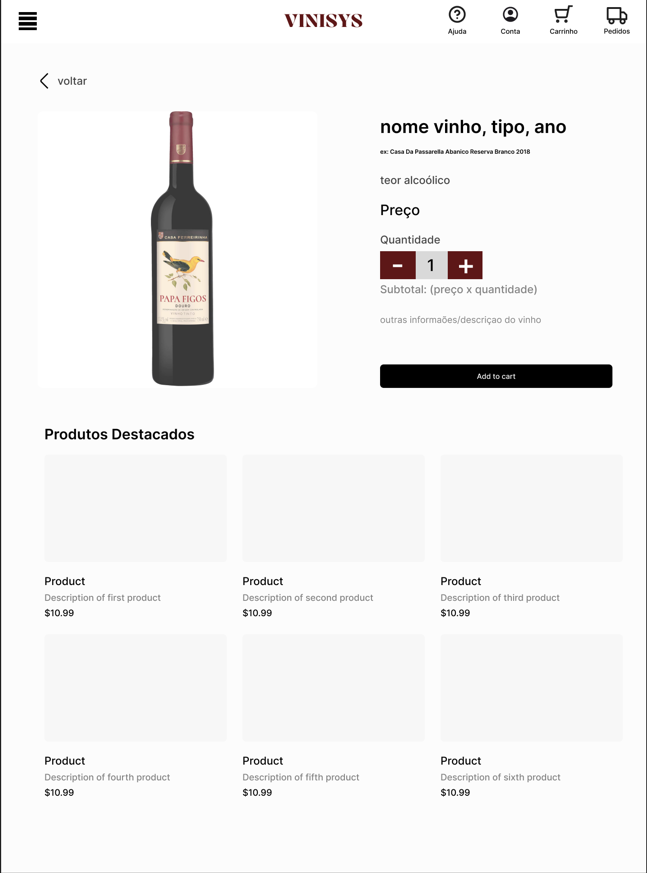 VINISYS
Ajuda
Conta
Carrinho
Pedidos
voltar
nome vinho, tipo, ano
ex: Casa Da Passarella Abanico Reserva Branco 2018
teor alcoólico
Preço
Quantidade
- 1 +
Subtotal: (preço x quantidade)
outras informaões/descriçao do vinho
Add to cart
CASA FERREIRINHA
PAPA FIGOS
DOURO
Produtos Destacados
Product
Description of first product
$10.99
Product
Description of second product
$10.99
Product
Description of third product
$10.99
Product
Description of fourth product
$10.99
Product
Description of fifth product
$10.99
Product
Description of sixth product
$10.99